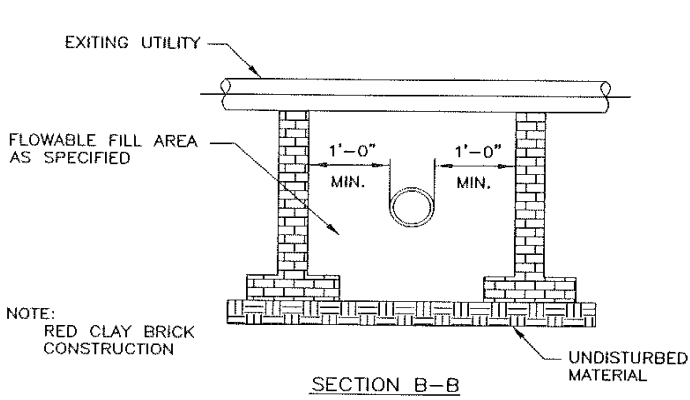 EXITING UTILITY
FLOWABLE FILL AREA
AS SPECIFIED
1'-0" 1'-0"
MIN. MIN.
NOTE:
RED CLAY BRICK
CONSTRUCTION
UNDISTURBED
MATERIAL
SECTION B-B